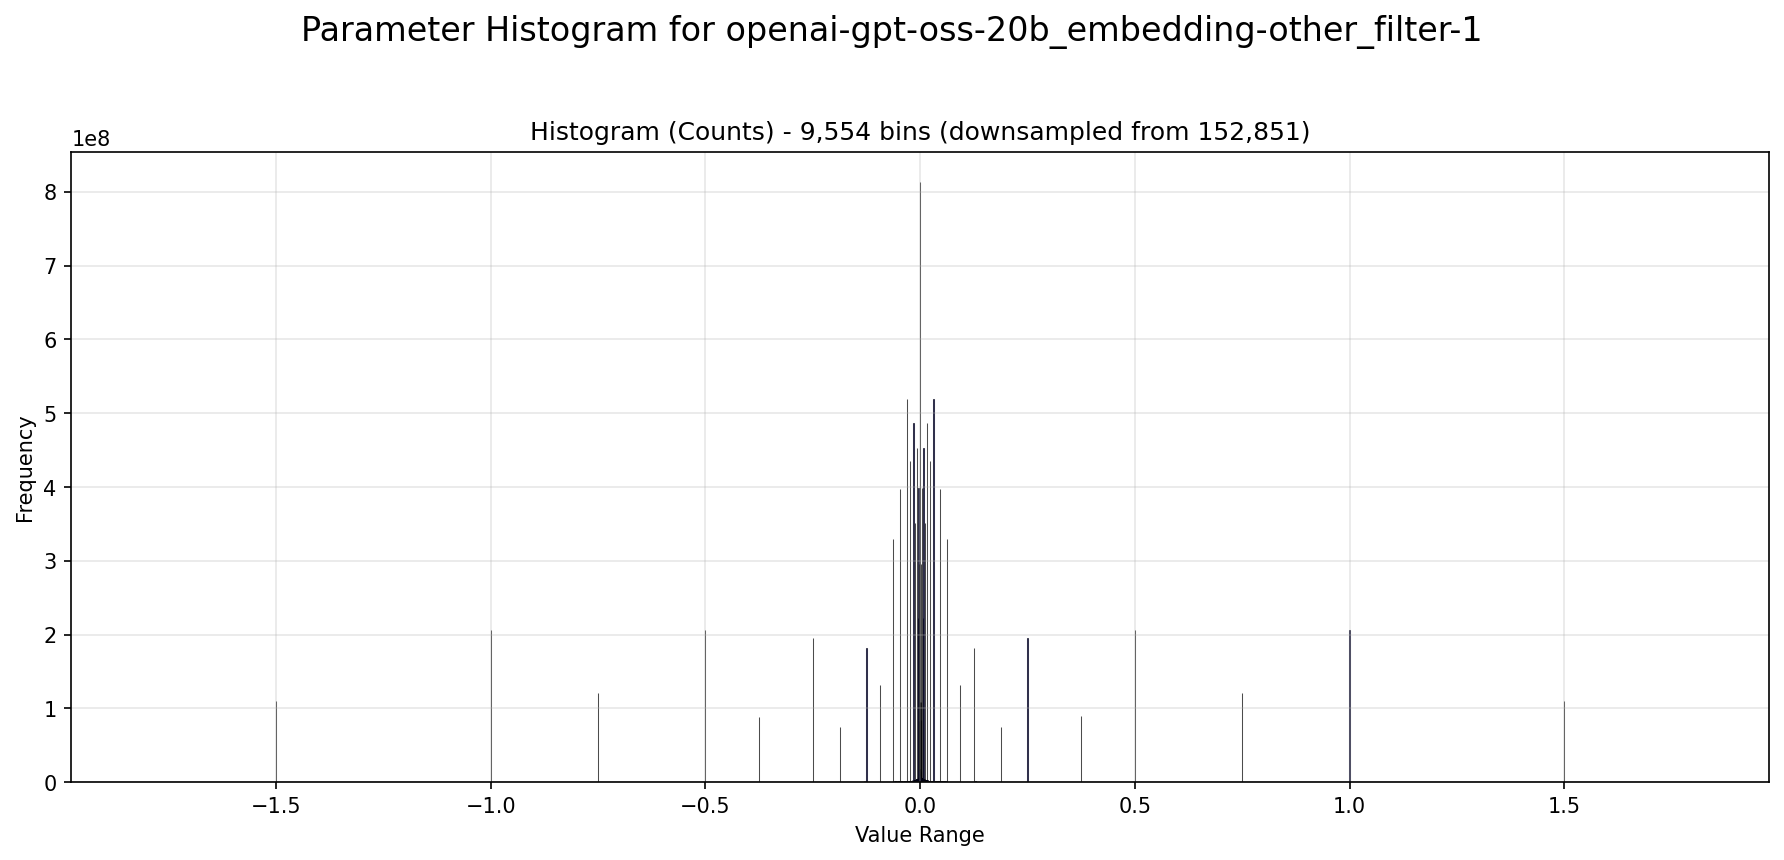 Parameter Histogram for openai-gpt-oss-20b_embedding-other_filter-1
Histogram (Counts) - 9,554 bins (downsampled from 152,851)
1e8
8
7
6
5
4
3
2
1
0
Frequency
−1.5 −1.0 −0.5 0.0 0.5 1.0 1.5
Value Range